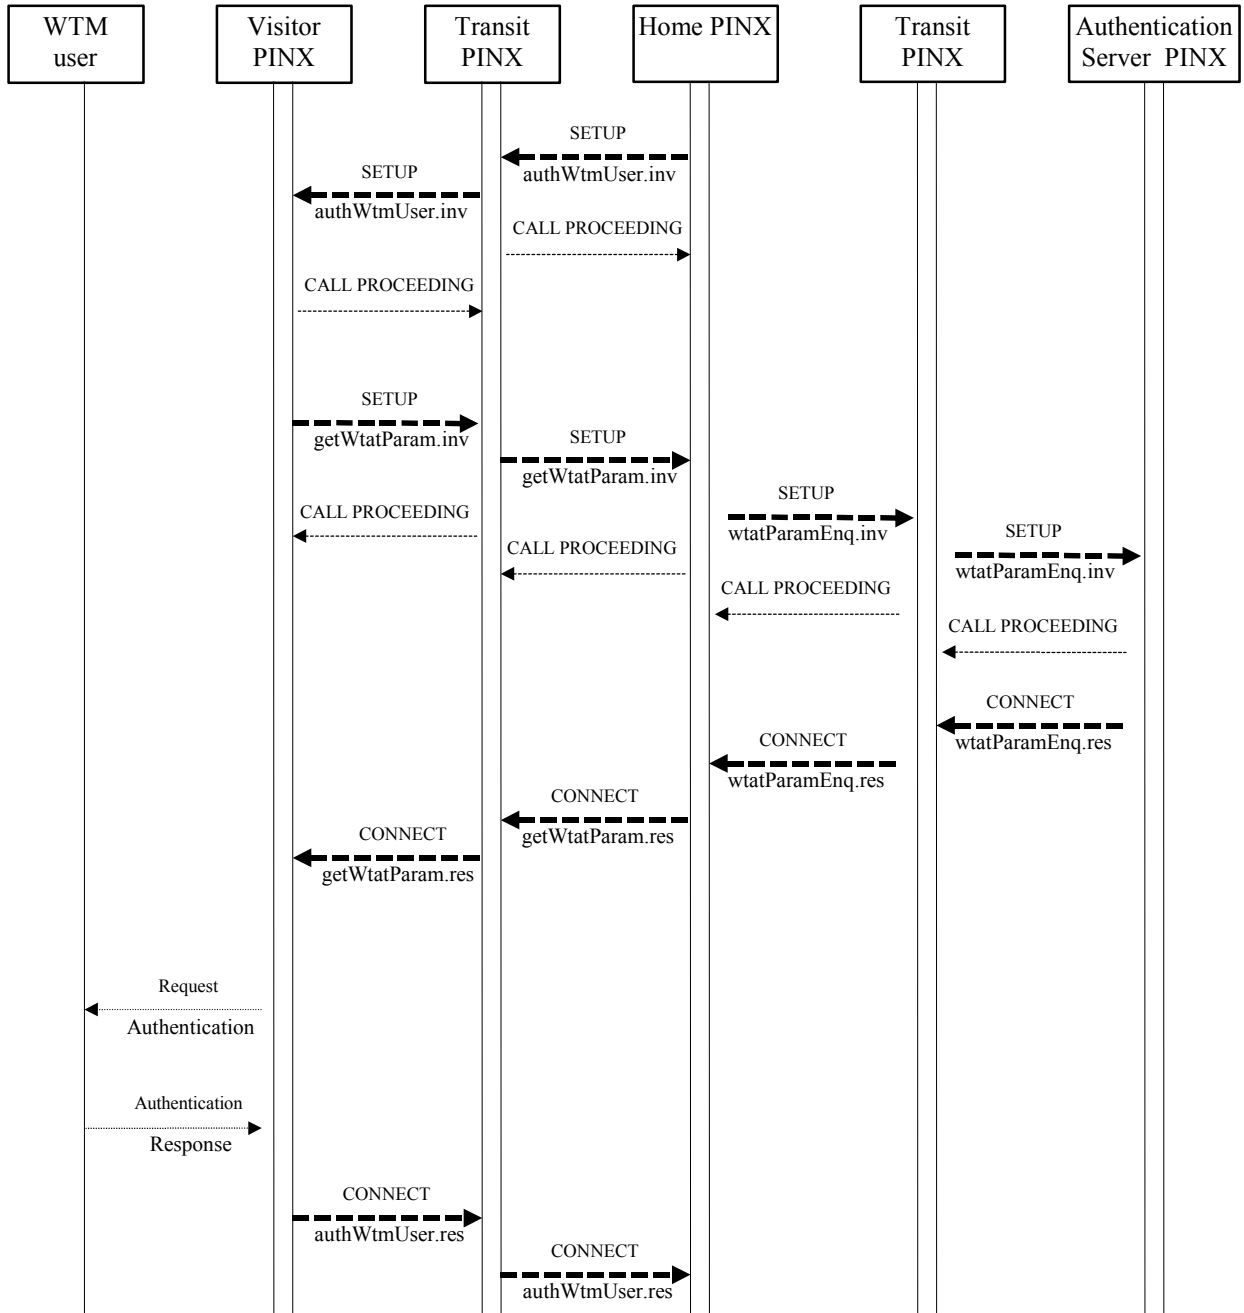 WTM
user
Visitor
PINX
Transit
PINX
Home PINX
Transit
PINX
Authentication
Server PINX
SETUP
authWtmUser.inv
SETUP
authWtmUser.inv
CALL PROCEEDING
CALL PROCEEDING
SETUP
getWtatParam.inv
SETUP
getWtatParam.inv
SETUP
wtatParamEnq.inv
CALL PROCEEDING
SETUP
wtatParamEnq.inv
CALL PROCEEDING
CALL PROCEEDING
CALL PROCEEDING
CONNECT
wtatParamEnq.res
CONNECT
wtatParamEnq.res
CONNECT
getWtatParam.res
CONNECT
getWtatParam.res
Request
Authentication
Authentication
Response
CONNECT
authWtmUser.res
CONNECT
authWtmUser.res